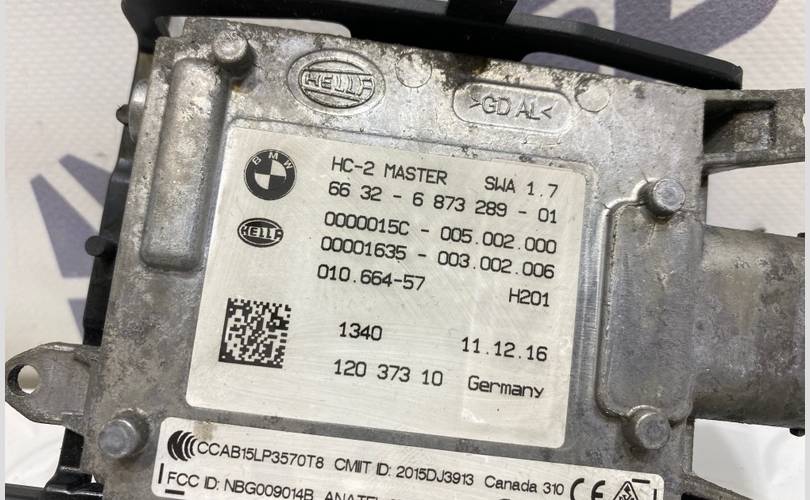 HELLA
>GD AL<
BMW
HC-2 MASTER SWA 1.7
66 32 - 6 873 289 - 01
HELLA
0000015C - 005.002.000
00001635 - 003.002.006
010.664-57 H201
1340 11.12.16
120 373 10 Germany
CCAB15LP3570T8 CMIIT ID: 2015DJ3913 Canada 310 CE
FCC ID: NBG009014B